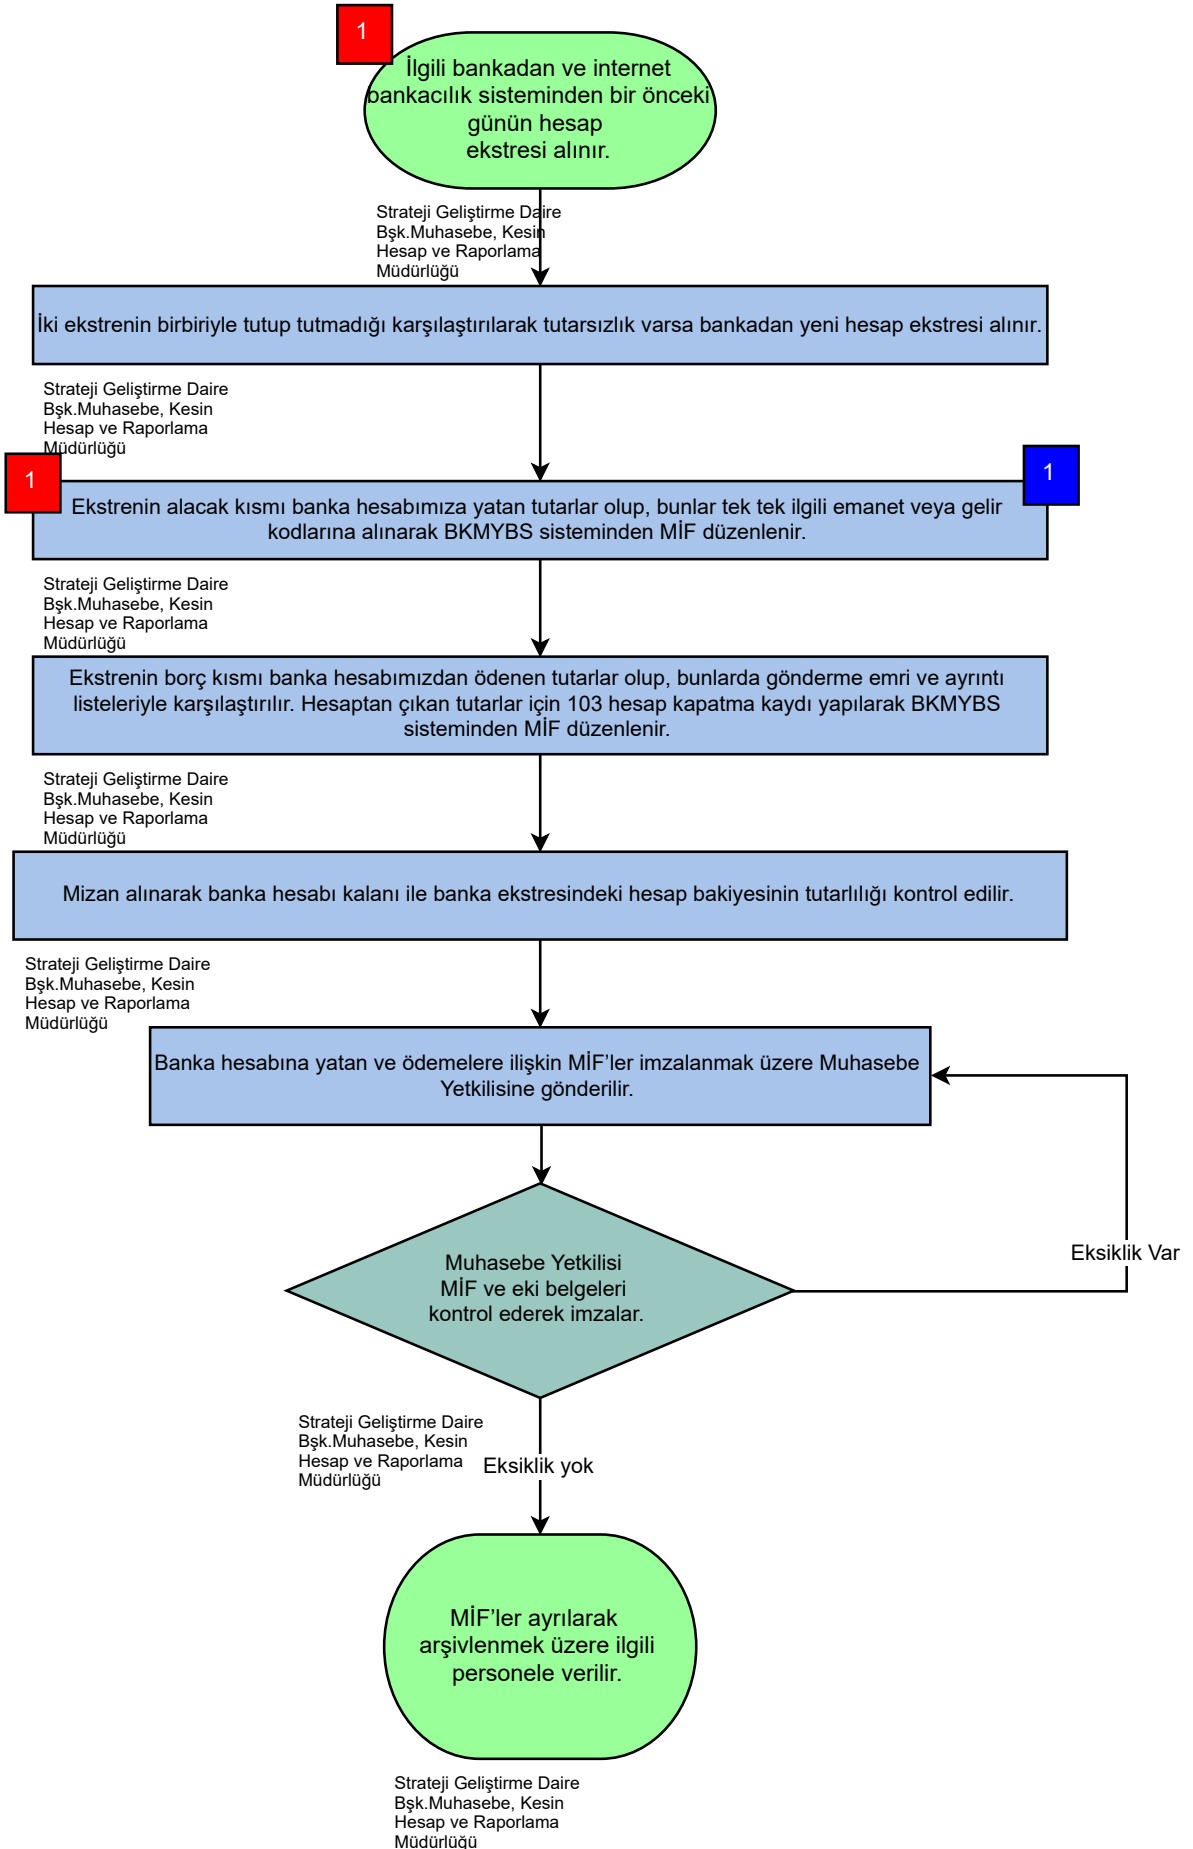 1
İlgili bankadan ve internet
bankacılık sisteminden bir önceki
günün hesap
ekstresi alınır.
Strateji Geliştirme Daire
Bşk.Muhasebe, Kesin
Hesap ve Raporlama
Müdürlüğü
İki ekstrenin birbiriyle tutup tutmadığı karşılaştırılarak tutarsızlık varsa bankadan yeni hesap ekstresi alınır.
Strateji Geliştirme Daire
Bşk.Muhasebe, Kesin
Hesap ve Raporlama
Müdürlüğü
1
1
Ekstrenin alacak kısmı banka hesabımıza yatan tutarlar olup, bunlar tek tek ilgili emanet veya gelir
kodlarına alınarak BKMYBS sisteminden MİF düzenlenir.
Strateji Geliştirme Daire
Bşk.Muhasebe, Kesin
Hesap ve Raporlama
Müdürlüğü
Ekstrenin borç kısmı banka hesabımızdan ödenen tutarlar olup, bunlarda gönderme emri ve ayrıntı
listeleriyle karşılaştırılır. Hesaptan çıkan tutarlar için 103 hesap kapatma kaydı yapılarak BKMYBS
sisteminden MİF düzenlenir.
Strateji Geliştirme Daire
Bşk.Muhasebe, Kesin
Hesap ve Raporlama
Müdürlüğü
Mizan alınarak banka hesabı kalanı ile banka ekstresindeki hesap bakiyesinin tutarlılığı kontrol edilir.
Strateji Geliştirme Daire
Bşk.Muhasebe, Kesin
Hesap ve Raporlama
Müdürlüğü
Banka hesabına yatan ve ödemelere ilişkin MİF’ler imzalanmak üzere Muhasebe
Yetkilisine gönderilir.
Muhasebe Yetkilisi
MİF ve eki belgeleri
kontrol ederek imzalar.
Eksiklik Var
Strateji Geliştirme Daire
Bşk.Muhasebe, Kesin
Hesap ve Raporlama
Müdürlüğü
Eksiklik yok
MİF’ler ayrılarak
arşivlenmek üzere ilgili
personele verilir.
Strateji Geliştirme Daire
Bşk.Muhasebe, Kesin
Hesap ve Raporlama
Müdürlüğü